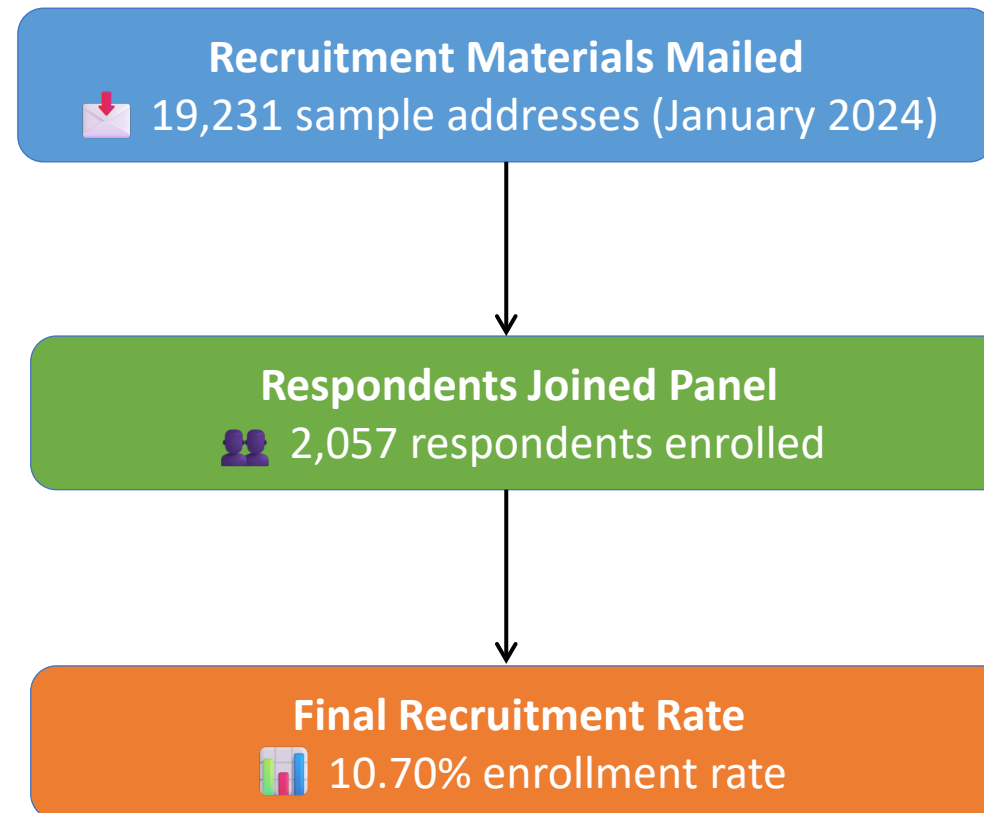 Recruitment Materials Mailed
19,231 sample addresses (January 2024)
Respondents Joined Panel
2,057 respondents enrolled
Final Recruitment Rate
10.70% enrollment rate